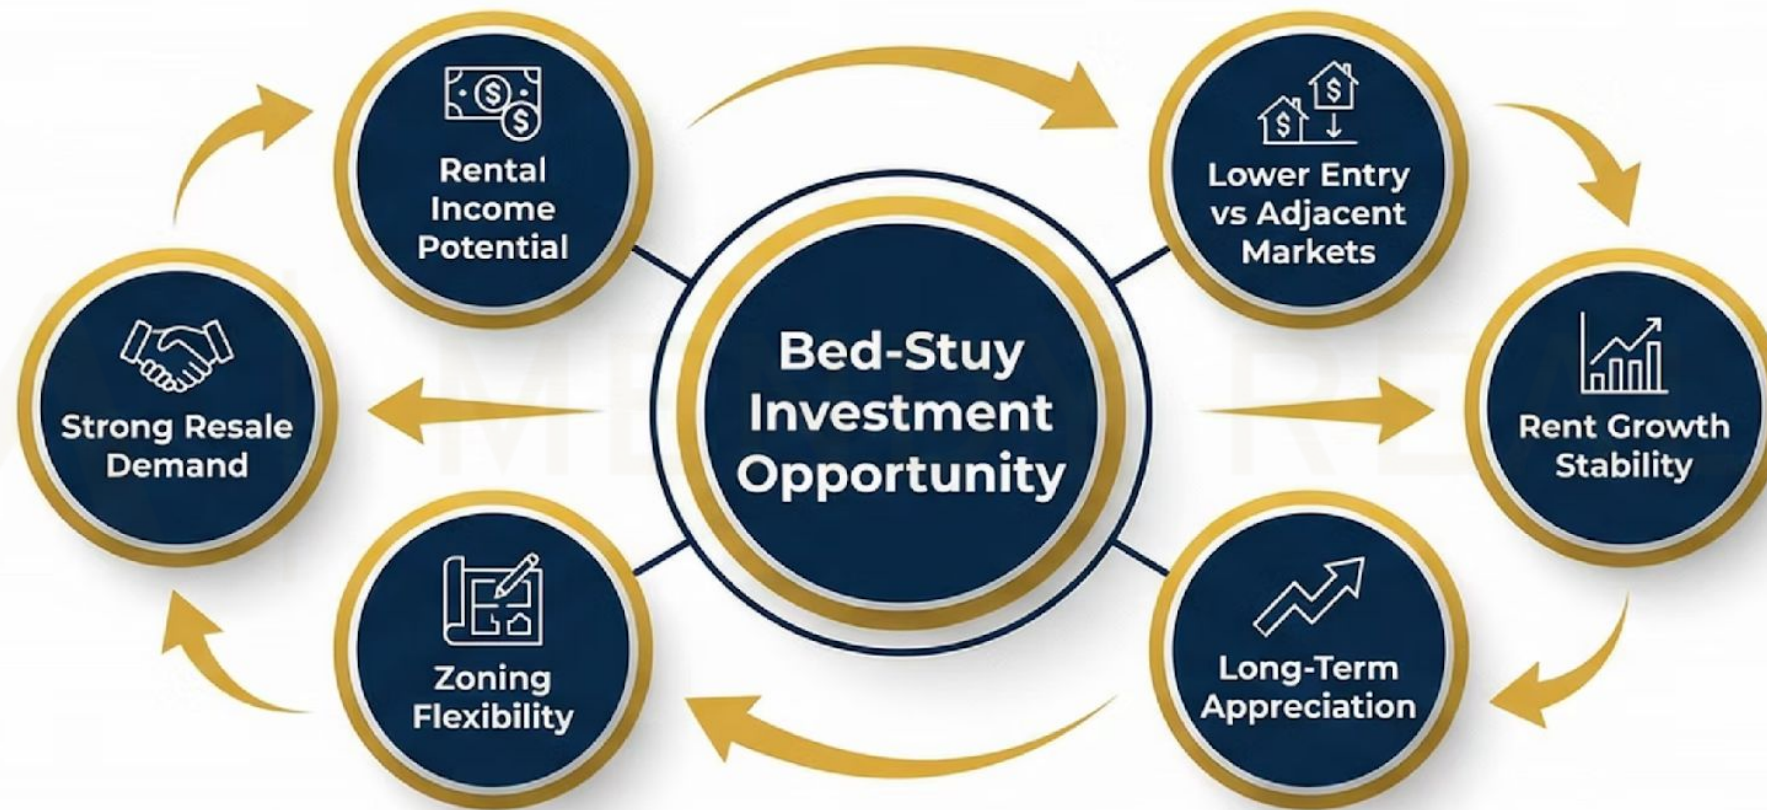 Rental
Income
Potential
Lower Entry
vs Adjacent
Markets
Strong Resale
Demand
Bed-Stuy
Investment
Opportunity
Rent Growth
Stability
Zoning
Flexibility
Long-Term
Appreciation